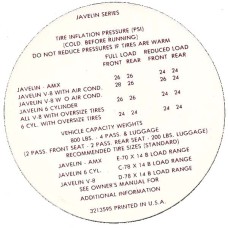 JAVELIN SERIES
TIRE INFLATION PRESSURE (PSI)
(COLD BEFORE RUNNING)
DO NOT REDUCE PRESSURES IF TIRES ARE WARM
FULL LOAD REDUCED LOAD
FRONT REAR FRONT REAR
JAVELIN - AMX 26 26 24 24
JAVELIN V-8 WITH AIR COND. 28 26
JAVELIN V-8 W O AIR COND.
JAVELIN 6 CYLINDER 26 26 24 24
ALL V-8 WITH OVERSIZE TIRES 24 24
6 CYL. WITH OVERSIZE TIRES 24 24 24 24
VEHICLE CAPACITY WEIGHTS
800 LBS. - 4 PASS. & LUGGAGE
(2 PASS. FRONT SEAT - 2 PASS. REAR SEAT - 200 LBS. LUGGAGE)
RECOMMENDED TIRE SIZES (STANDARD)
JAVELIN - AMX E-70 X 14 B LOAD RANGE
JAVELIN 6 CYL. C-78 X 14 B LOAD RANGE
JAVELIN V-8 D-78 X 14 B LOAD RANGE
SEE OWNER'S MANUAL FOR
ADDITIONAL INFORMATION
3213595 PRINTED IN U.S.A.